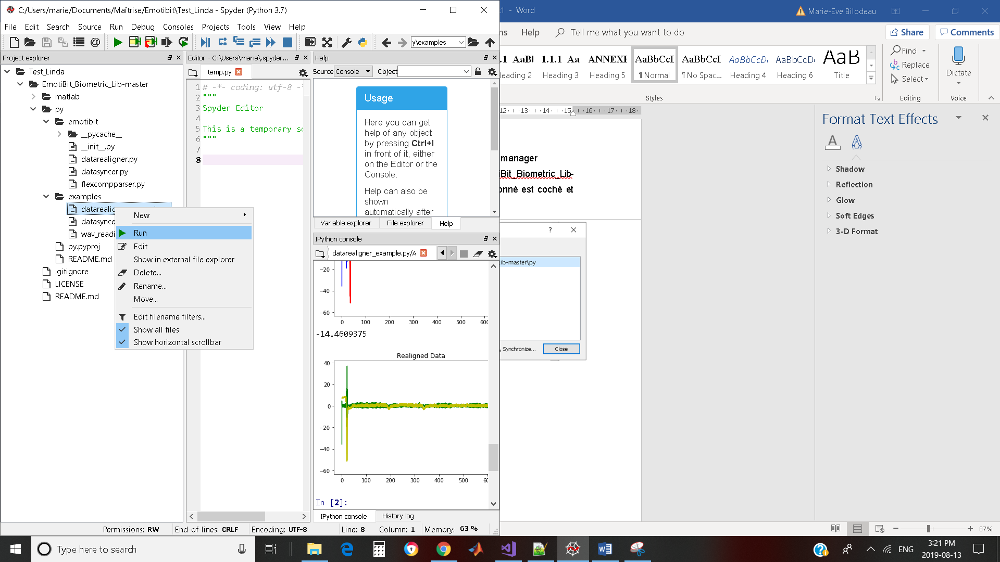 C:/Users/marie/Documents/Maîtrise/Emotibit\Test_Linda - Spyder (Python 3.7)
File Edit Search Source Run Debug Consoles Projects Tools View Help
y\examples
Project explorer
Test_Linda
EmotiBit_Biometric_Lib-master
matlab
py
emotibit
__pycache__
__init__.py
datarealigner.py
datasyncer.py
flexcompparser.py
examples
datarealig
datasynce
wav_readi
py.pyproj
README.md
.gitignore
LICENSE
README.md
New
Run
Edit
Show in external file explorer
Delete...
Rename...
Move...
Edit filename filters...
Show all files
Show horizontal scrollbar
Editor - C:\Users\marie\.spyder...
temp.py
1 # -*- coding: utf-8 -*
2 """
3 Spyder Editor
4
5 This is a temporary sc
6 """
7
8
Help
Source Console Object
Usage
Here you can get
help of any object
by pressing Ctrl+I
in front of it, either
on the Editor or the
Console.
Help can also be
shown
automatically after
Variable explorer File explorer Help
IPython console
datarealigner_example.py/A
−20
−40
−60
0 100 200 300 400 500 600
-14.4609375
Realigned Data
40
20
0
−20
−40
−60
0 100 200 300 400 500
In [2]:
IPython console History log
Permissions: RW End-of-lines: CRLF Encoding: UTF-8 Line: 8 Column: 1 Memory: 63 %
1 - Word
Marie-Eve Bilodeau
ns Help Tell me what you want to do
Share Comments
.1 AaBl 1.1.1 Aa ANNEXE AaBbCcI AaBbCcI AaBbCcD AaBbCcD AaB
Heading 2 Heading 3 Heading 5 ¶ Normal ¶ No Spac... Heading 4 Heading 6 Title
Styles
Find
Replace
Select
Editing
Dictate
Voice
12 13 14 15 16 17 18
manager
Bit_Biometric_Lib-
onné est coché et
?
ib-master\py
Synchronize... Close
Format Text Effects
A A
Shadow
Reflection
Glow
Soft Edges
3-D Format
87%
Type here to search
ENG
3:21 PM
2019-08-13